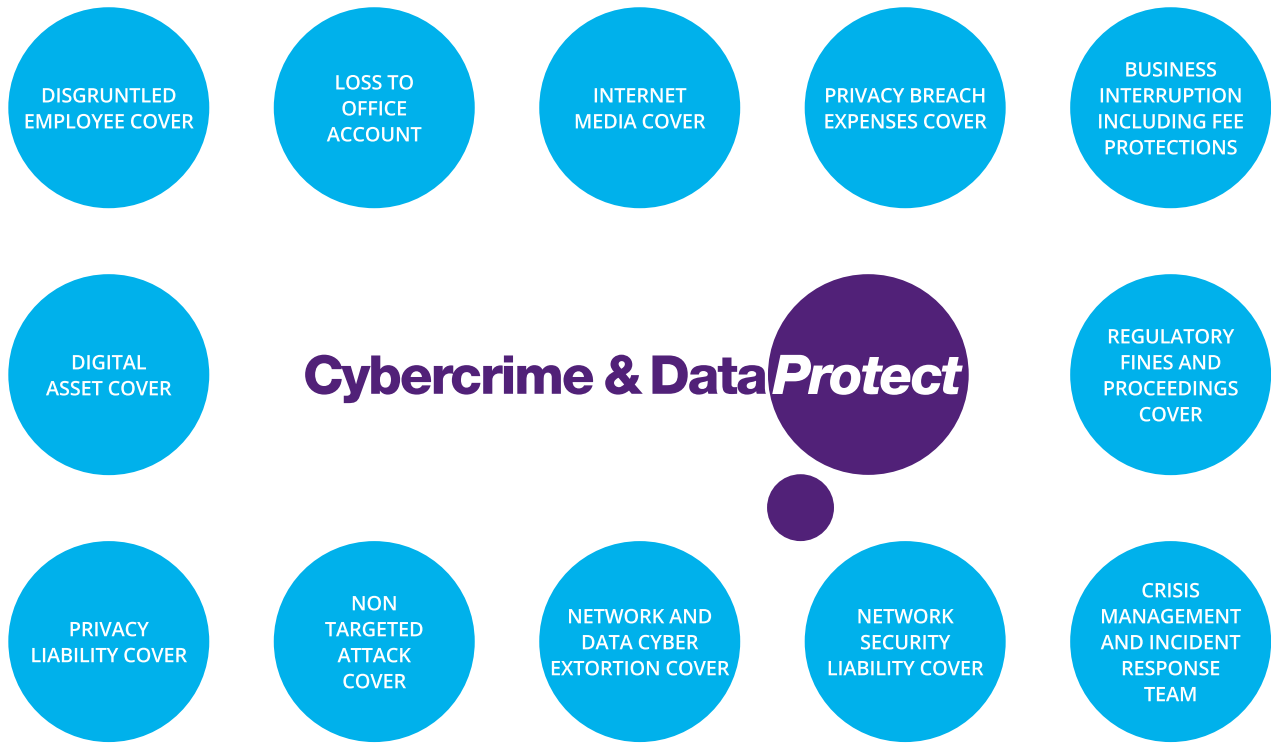 DISGRUNTLED
EMPLOYEE COVER
LOSS TO
OFFICE
ACCOUNT
INTERNET
MEDIA COVER
PRIVACY BREACH
EXPENSES COVER
BUSINESS
INTERRUPTION
INCLUDING FEE
PROTECTIONS
DIGITAL
ASSET COVER
Cybercrime & DataProtect
REGULATORY
FINES AND
PROCEEDINGS
COVER
PRIVACY
LIABILITY COVER
NON
TARGETED
ATTACK
COVER
NETWORK AND
DATA CYBER
EXTORTION COVER
NETWORK
SECURITY
LIABILITY COVER
CRISIS
MANAGEMENT
AND INCIDENT
RESPONSE
TEAM